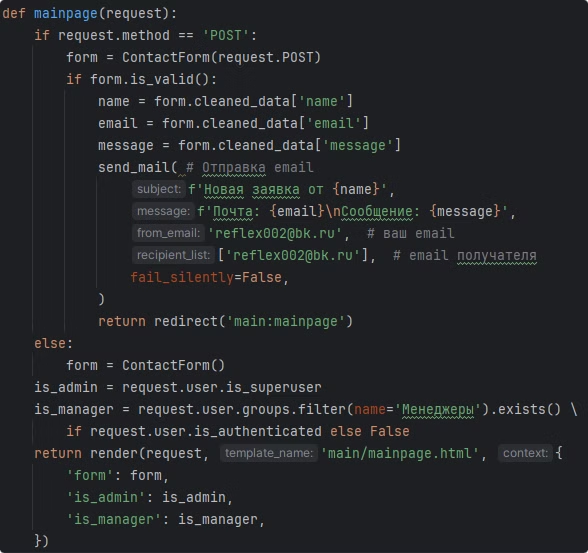 def mainpage(request):
    if request.method == 'POST':
        form = ContactForm(request.POST)
        if form.is_valid():
            name = form.cleaned_data['name']
            email = form.cleaned_data['email']
            message = form.cleaned_data['message']
            send_mail( # Отправка email
                subject: f'Новая заявка от {name}',
                message: f'Почта: {email}\nСообщение: {message}',
                from_email: 'reflex002@bk.ru',  # ваш email
                recipient_list: ['reflex002@bk.ru'],  # email получателя
                fail_silently=False,
            )
            return redirect('main:mainpage')
    else:
        form = ContactForm()
    is_admin = request.user.is_superuser
    is_manager = request.user.groups.filter(name='Менеджеры').exists() \
        if request.user.is_authenticated else False
    return render(request, template_name: 'main/mainpage.html', context: {
        'form': form,
        'is_admin': is_admin,
        'is_manager': is_manager,
    })